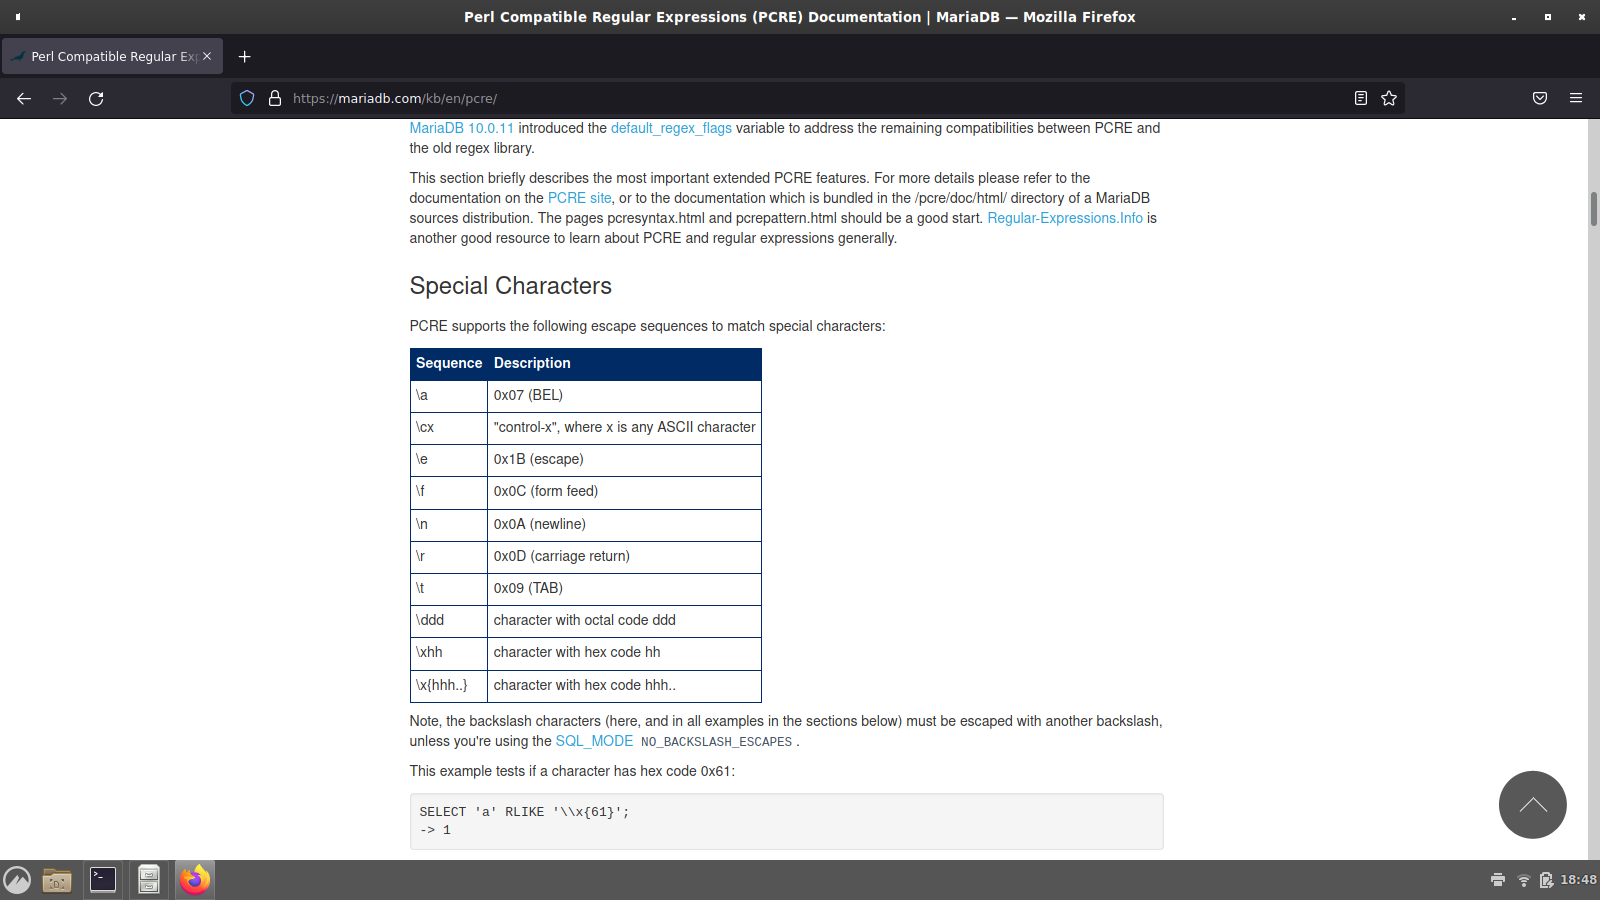 Perl Compatible Regular Expressions (PCRE) Documentation | MariaDB — Mozilla Firefox
Perl Compatible Regular Exp
https://mariadb.com/kb/en/pcre/
MariaDB 10.0.11 introduced the default_regex_flags variable to address the remaining compatibilities between PCRE and
the old regex library.
This section briefly describes the most important extended PCRE features. For more details please refer to the
documentation on the PCRE site, or to the documentation which is bundled in the /pcre/doc/html/ directory of a MariaDB
sources distribution. The pages pcresyntax.html and pcrepattern.html should be a good start. Regular-Expressions.Info is
another good resource to learn about PCRE and regular expressions generally.
Special Characters
PCRE supports the following escape sequences to match special characters:
Sequence Description
\a 0x07 (BEL)
\cx "control-x", where x is any ASCII character
\e 0x1B (escape)
\f 0x0C (form feed)
\n 0x0A (newline)
\r 0x0D (carriage return)
\t 0x09 (TAB)
\ddd character with octal code ddd
\xhh character with hex code hh
\x{hhh..} character with hex code hhh..
Note, the backslash characters (here, and in all examples in the sections below) must be escaped with another backslash,
unless you're using the SQL_MODE NO_BACKSLASH_ESCAPES .
This example tests if a character has hex code 0x61:
SELECT 'a' RLIKE '\\x{61}';
-> 1
18:48